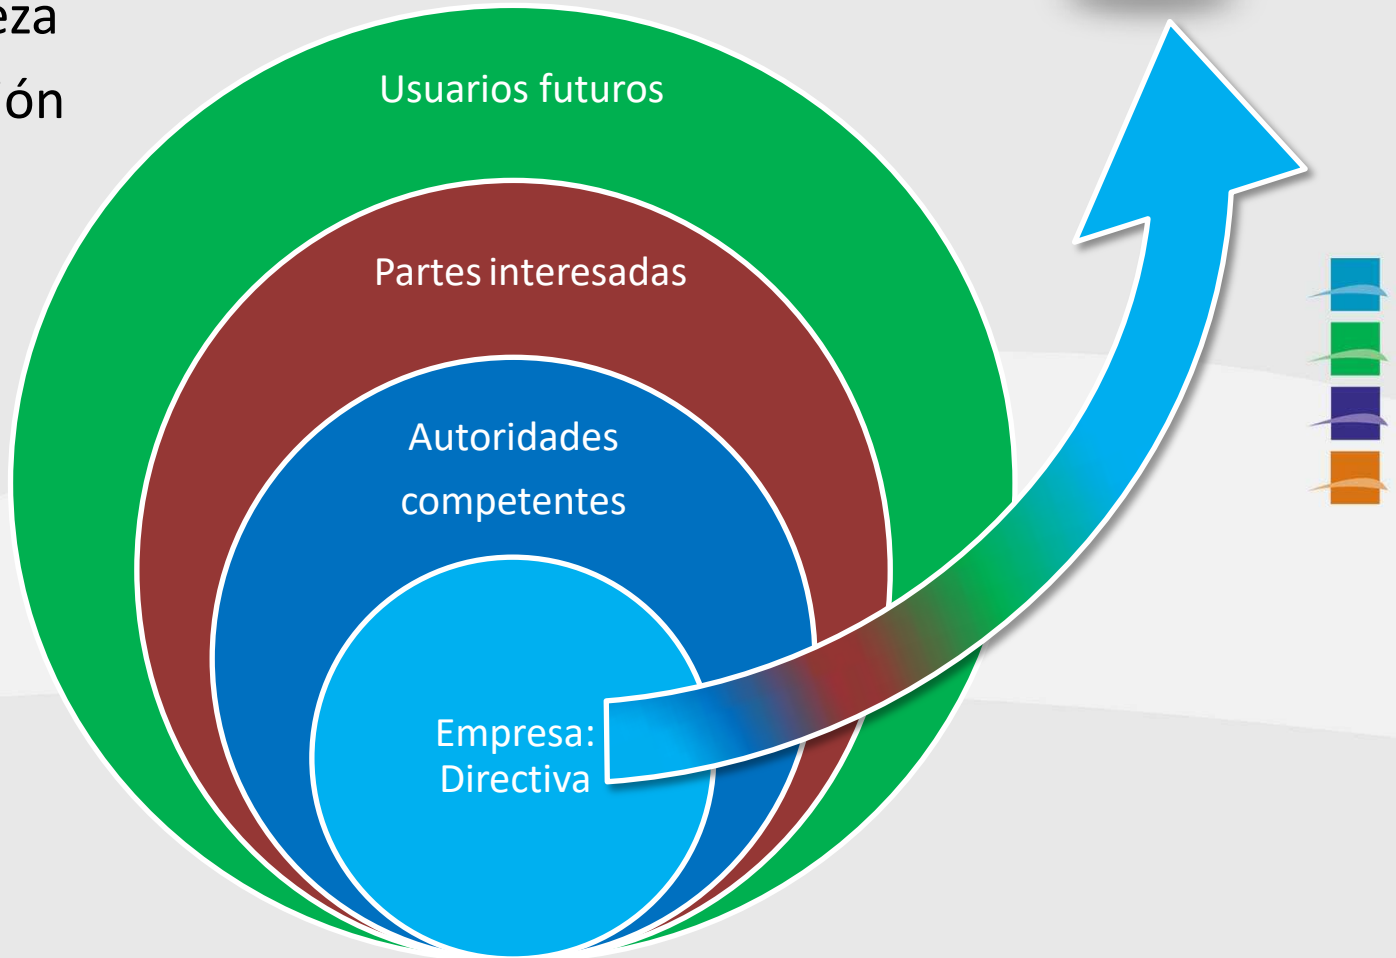 eza
ón
Usuarios futuros
Partes interesadas
Autoridades
competentes
Empresa:
Directiva